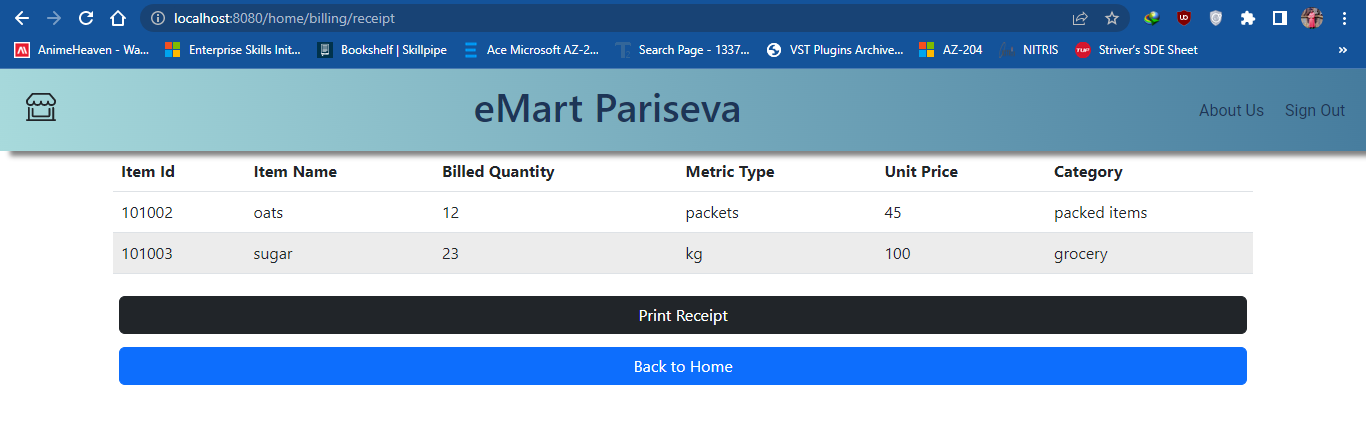 localhost:8080/home/billing/receipt
AnimeHeaven - Wa... Enterprise Skills Init... Bookshelf | Skillpipe Ace Microsoft AZ-2... Search Page - 1337... VST Plugins Archive... AZ-204 NITRIS TUF Striver's SDE Sheet »
eMart Pariseva About Us Sign Out
Item Id Item Name Billed Quantity Metric Type Unit Price Category
101002 oats 12 packets 45 packed items
101003 sugar 23 kg 100 grocery
Print Receipt
Back to Home